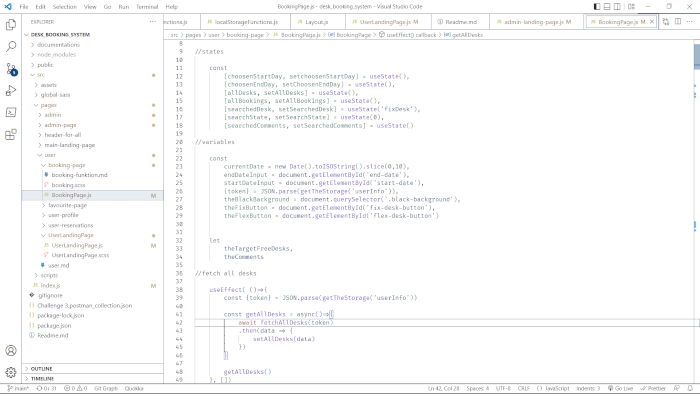 File Edit Selection View Go Run Terminal Help
BookingPage.js - desk_booking_system - Visual Studio Code
EXPLORER
DESK_BOOKING_SYSTEM
documentations
node_modules
public
src
assets
global-sass
pages
admin
admin-page
header-for-all
main-landing-page
user
booking-page
booking-funktion.md
booking.scss
BookingPage.js M
favourite-page
user-profile
user-reservations
UserLandingPage
UserLandingPage.js M
UserLandingPage.scss
user.md
scripts
index.js M
.gitignore
Challenge 3.postman_collection.json
package-lock.json
package.json
Readme.md
OUTLINE
TIMELINE
nctions.js localStorageFunctions.js Layout.js UserLandingPage.js M Readme.md admin-landing-page.js M BookingPage.js M
src > pages > user > booking-page > BookingPage.js > BookingPage > useEffect() callback > getAllDesks
8
9 //states
10
11 const
12 [choosenStartDay, setchoosenStartDay] = useState(),
13 [choosenEndDay, setChoosenEndDay] = useState(),
14 [allDesks, setAllDesks] = useState(),
15 [allBookings, setAllBookings] = useState(),
16 [searchedDesk, setSearchedDesk] = useState('fixDesk'),
17 [searchState, setSearchState] = useState(0),
18 [searchedComments, setSearchedComments] = useState()
19
20 //variables
21
22 const
23 currentDate = new Date().toISOString().slice(0,10),
24 endDateInput = document.getElementById('end-date'),
25 startDateInput = document.getElementById('start-date'),
26 {token} = JSON.parse(getTheStorage('userInfo')),
27 theBlackBackground = document.querySelector('.black-background'),
28 theFixButton = document.getElementById('fix-desk-button'),
29 theFlexButton = document.getElementById('flex-desk-button')
30
31
32 let
33 theTargetFreeDesks,
34 theComments
35
36 //fetch all desks
37
38 useEffect( ()=>{
39 const {token} = JSON.parse(getTheStorage('userInfo'))
40
41 const getAllDesks = async()=>{
42 await fetchAllDesks(token)
43 .then(data => {
44 setAllDesks(data)
45 })
46 }
47
48 getAllDesks()
49 }, [])
main* 0↓ 3↑ 0 0 Git Graph Quokka Ln 42, Col 28 Spaces: 4 UTF-8 CRLF {} JavaScript Indents: 3 Go Live Prettier